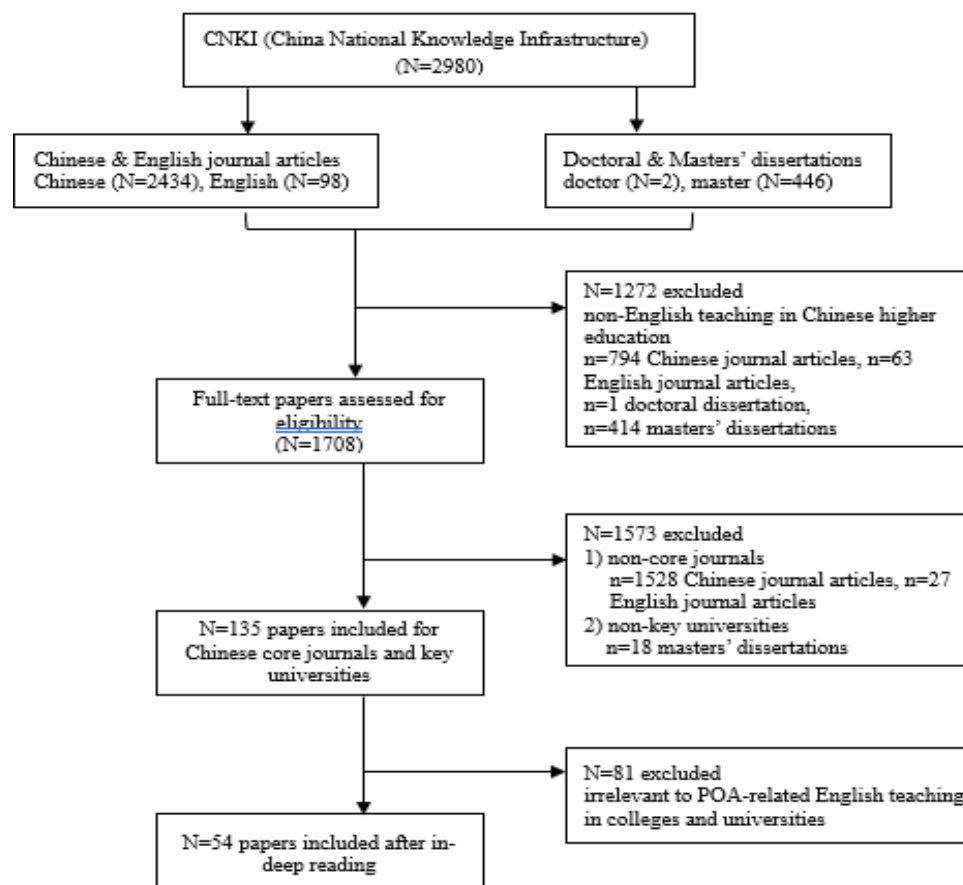 CNKI (China National Knowledge Infrastructure)
(N=2980)
Chinese & English journal articles
Chinese (N=2434), English (N=98)
Doctoral & Masters’ dissertations
doctor (N=2), master (N=446)
N=1272 excluded
non-English teaching in Chinese higher
education
n=794 Chinese journal articles, n=63
English journal articles,
n=1 doctoral dissertation,
n=414 masters’ dissertations
Full-text papers assessed for
eligibility
(N=1708)
N=1573 excluded
1) non-core journals
n=1528 Chinese journal articles, n=27
English journal articles
2) non-key universities
n=18 masters’ dissertations
N=135 papers included for
Chinese core journals and key
universities
N=81 excluded
irrelevant to POA-related English teaching
in colleges and universities
N=54 papers included after in-
deep reading